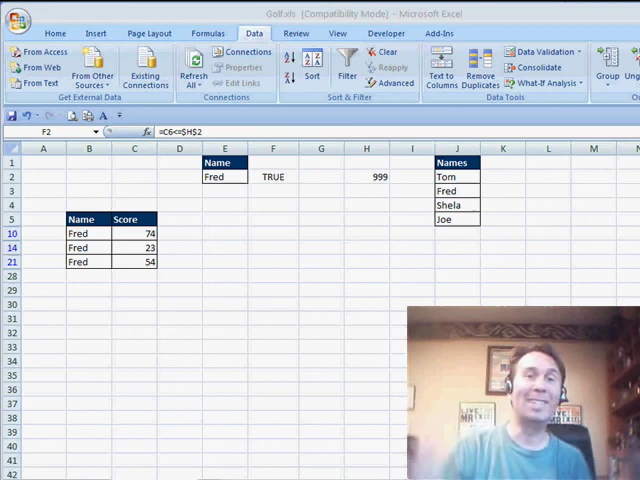 Golf.xls [Compatibility Mode] - Microsoft Excel
Home Insert Page Layout Formulas Data Review View Developer Add-Ins
From Access
From Web
From Text
From Other Sources
Existing Connections
Get External Data
Refresh All
Connections
Properties
Edit Links
Connections
Sort
Filter
Clear
Reapply
Advanced
Sort & Filter
Text to Columns
Remove Duplicates
Data Validation
Consolidate
What-If Analysis
Data Tools
Group
F2 fx =C6<=$H$2
A B C D E F G H I J K L M
1 Name Names
2 Fred TRUE 999 Tom
3 Fred
4 Shela
5 Name Score Joe
10 Fred 74
14 Fred 23
21 Fred 54
28
29
30
31
32
33
34
35
36
37
38
39
40
41
42
LIVE
MR